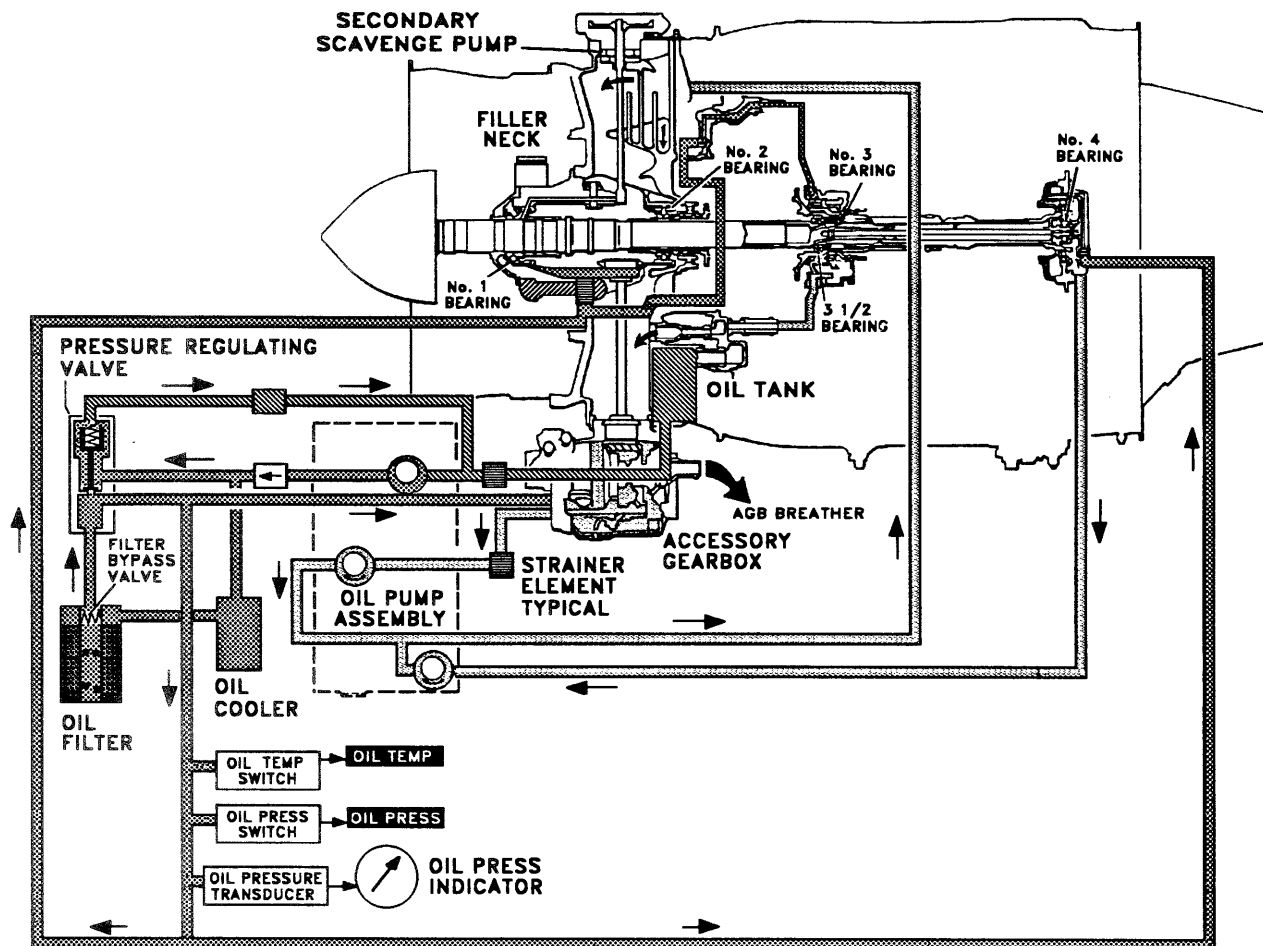 SECONDARY
SCAVENGE PUMP
FILLER
NECK
No. 2
BEARING
No. 3
BEARING
No. 4
BEARING
No. 1
BEARING
3 1/2
BEARING
PRESSURE REGULATING
VALVE
OIL TANK
AGB BREATHER
ACCESSORY
GEARBOX
FILTER
BYPASS
VALVE
STRAINER
ELEMENT
TYPICAL
OIL PUMP
ASSEMBLY
OIL
COOLER
OIL
FILTER
OIL TEMP
SWITCH
OIL TEMP
OIL PRESS
SWITCH
OIL PRESS
OIL PRESSURE
TRANSDUCER
OIL PRESS
INDICATOR